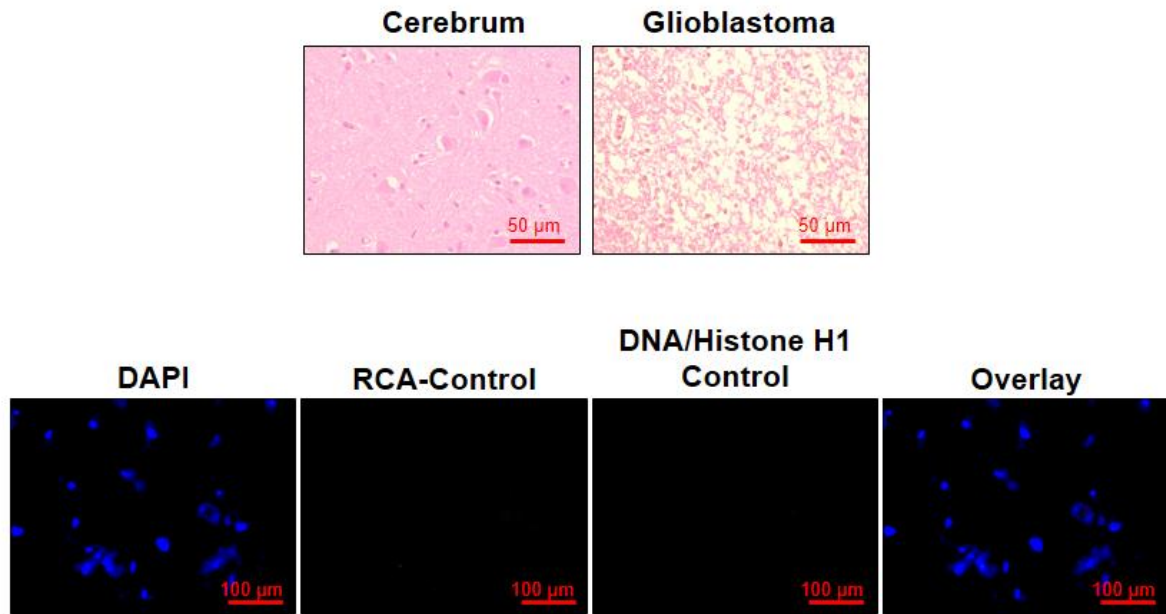 Cerebrum Glioblastoma
50 µm 50 µm
DNA/Histone H1
DAPI RCA-Control Control Overlay
100 µm 100 µm 100 µm 100 µm